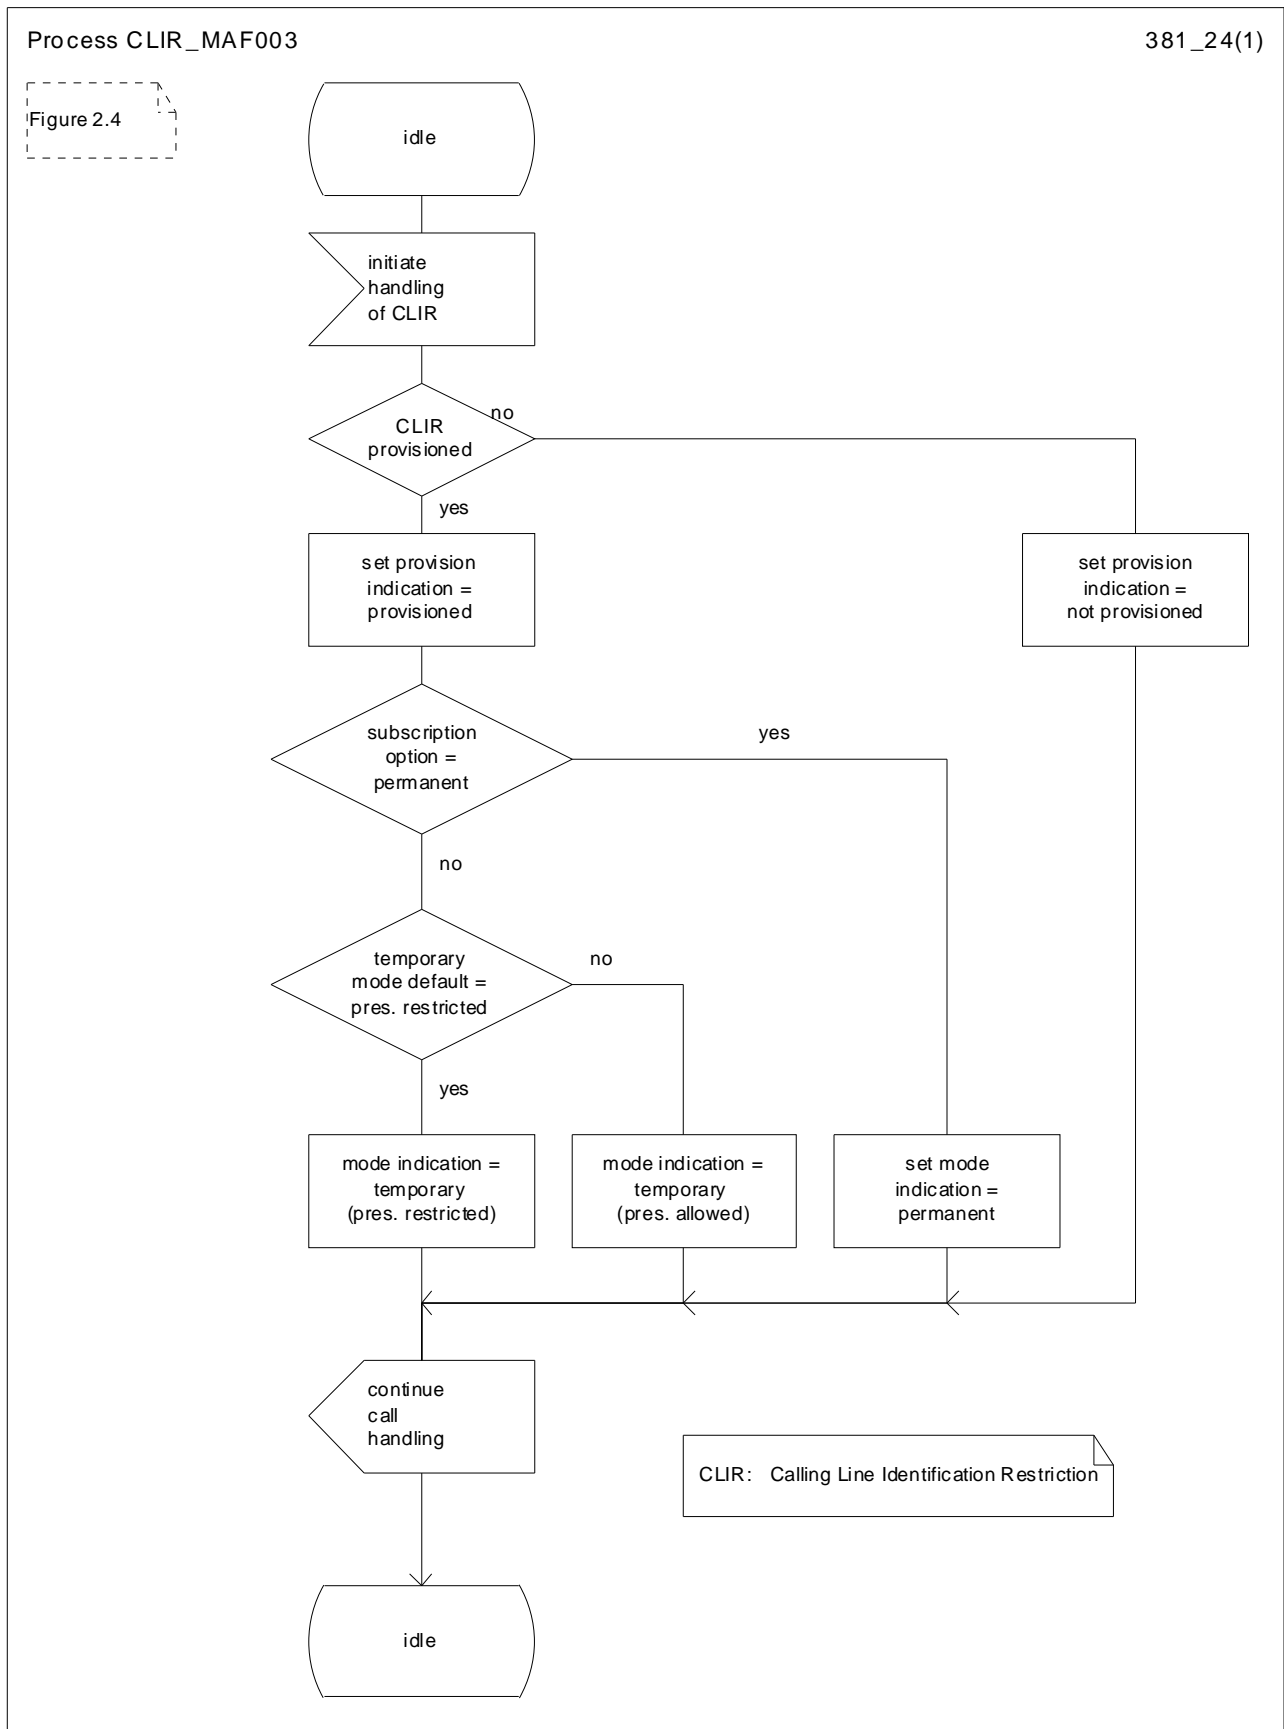 Process CLIR_MAF003
381_24(1)
Figure 2.4
idle
initiate
handling
of CLIR
CLIR
provisioned
no
yes
set provision
indication =
provisioned
set provision
indication =
not provisioned
subscription
option =
permanent
yes
no
temporary
mode default =
pres. restricted
no
yes
mode indication =
temporary
(pres. restricted)
mode indication =
temporary
(pres. allowed)
set mode
indication =
permanent
continue
call
handling
CLIR: Calling Line Identification Restriction
idle